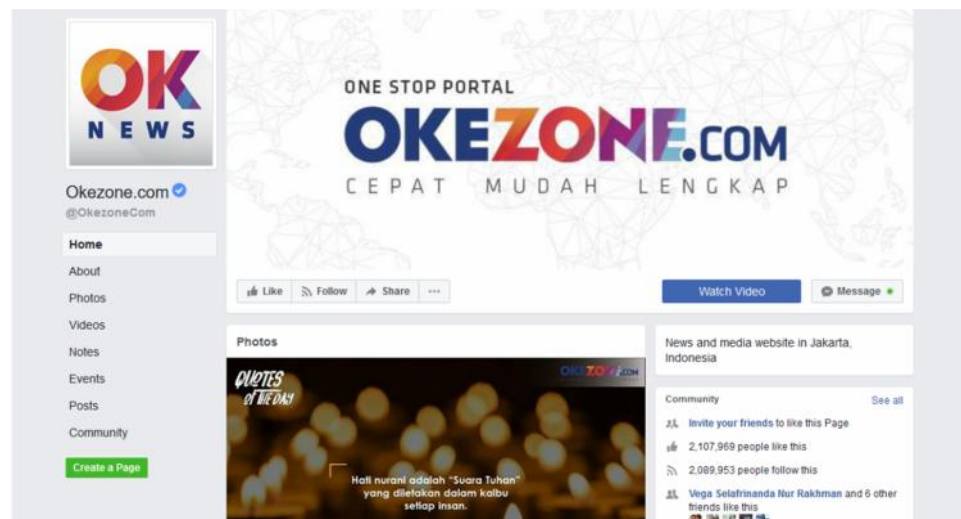 OK
NEWS
Okezone.com
@OkezoneCom
Home
About
Photos
Videos
Notes
Events
Posts
Community
Create a Page
ONE STOP PORTAL
OKEZONE.COM
CEPAT MUDAH LENGKAP
Like Follow Share ...
Watch Video Message
Photos
QUOTES
of THE DAY
OKEZONE.COM
Hati nurani adalah "Suara Tuhan"
yang diletakan dalam kalbu
setiap insan.
News and media website in Jakarta,
Indonesia
Community See all
Invite your friends to like this Page
2,107,969 people like this
2,089,953 people follow this
Vega Selafrinanda Nur Rakhman and 6 other
friends like this